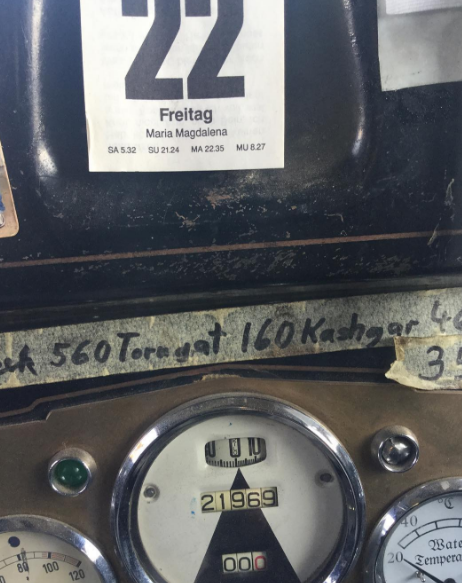 22
Freitag
Maria Magdalena
SA 5.32 SU 21.24 MA 22.35 MU 8.27
560 Torugat 160 Kashgar
10
21969
000
80 100 120
40
20
Water